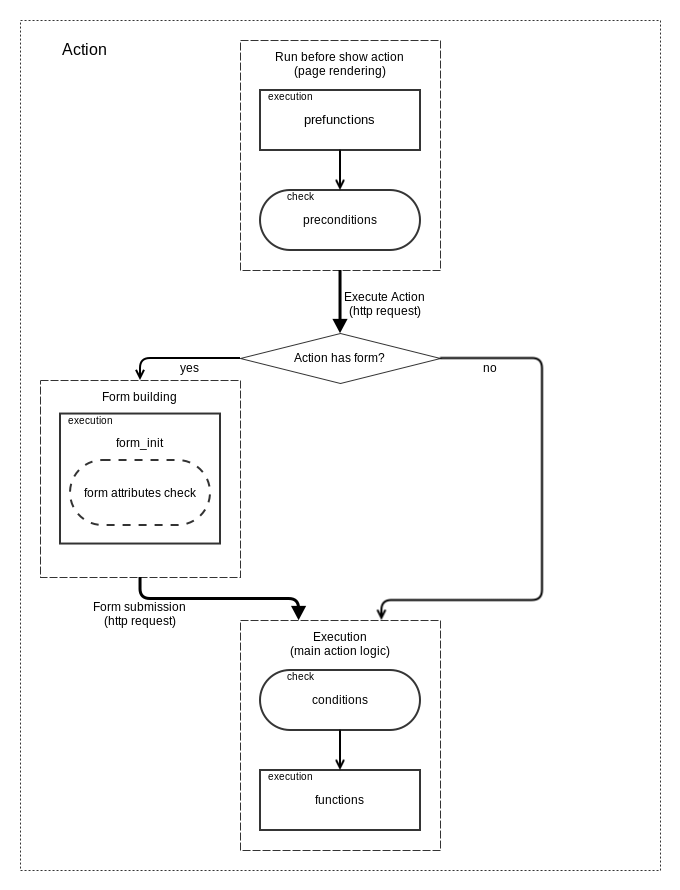 Action
Run before show action
(page rendering)
execution
prefunctions
check
preconditions
Execute Action
(http request)
Action has form?
yes
no
Form building
execution
form_init
form attributes check
Form submission
(http request)
Execution
(main action logic)
check
conditions
execution
functions